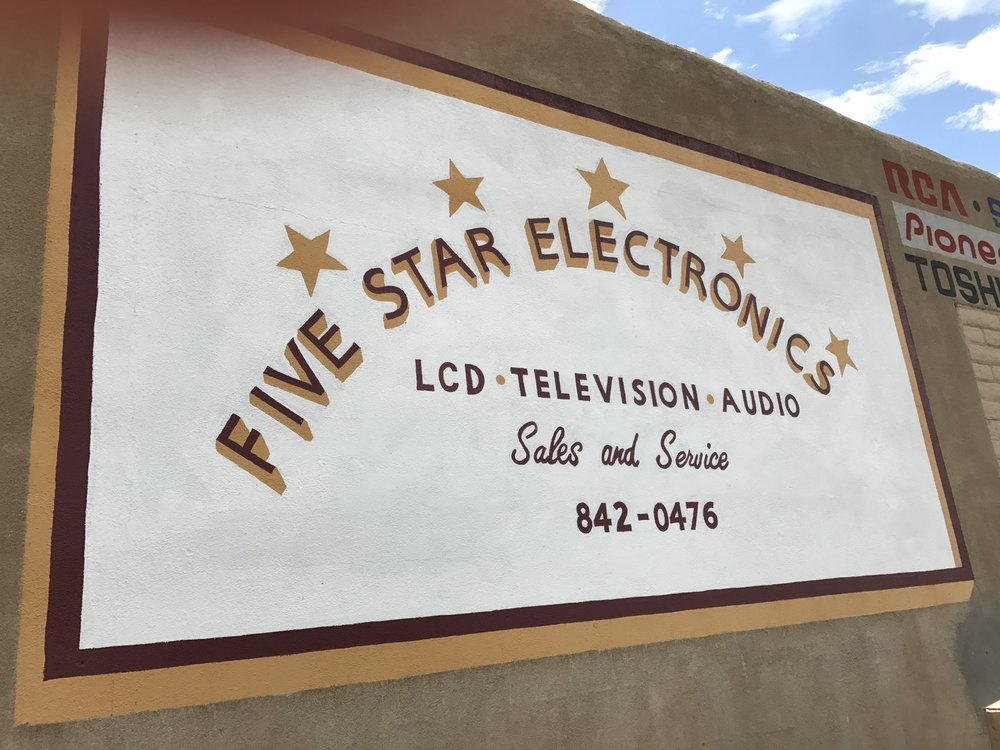 FIVE STAR ELECTRONICS
LCD • TELEVISION • AUDIO
Sales and Service
842-0476
RCA •